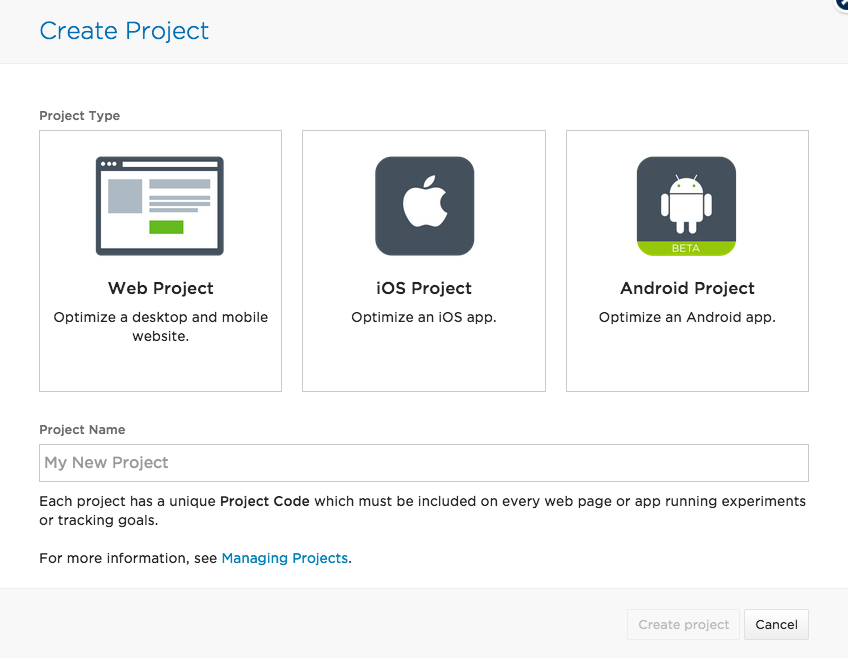 Create Project
Project Type
Web Project
Optimize a desktop and mobile
website.
iOS Project
Optimize an iOS app.
BETA
Android Project
Optimize an Android app.
Project Name
My New Project
Each project has a unique Project Code which must be included on every web page or app running experiments
or tracking goals.
For more information, see Managing Projects.
Create project
Cancel